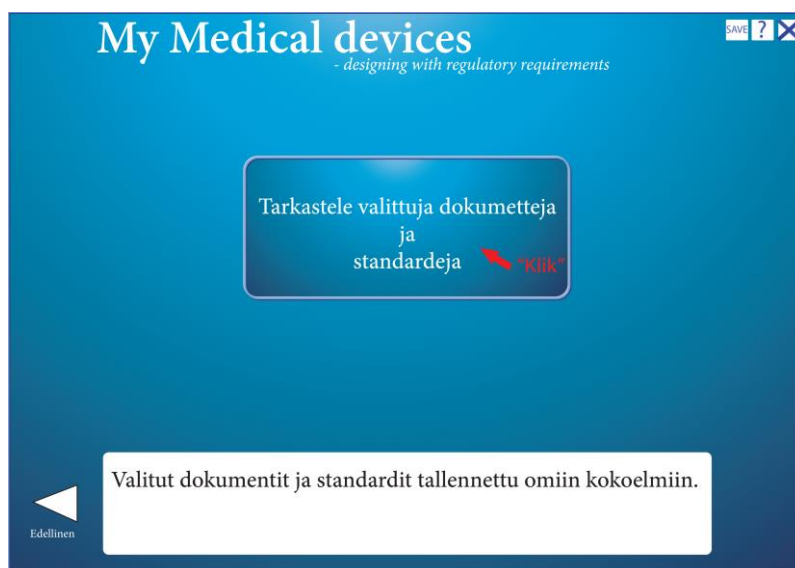 My Medical devices
- designing with regulatory requirements
SAVE ? X
Tarkastele valittuja dokumetteja
ja
standardeja
"Klik"
Valitut dokumentit ja standardit tallennettu omiin kokoelmiin.
Edellinen